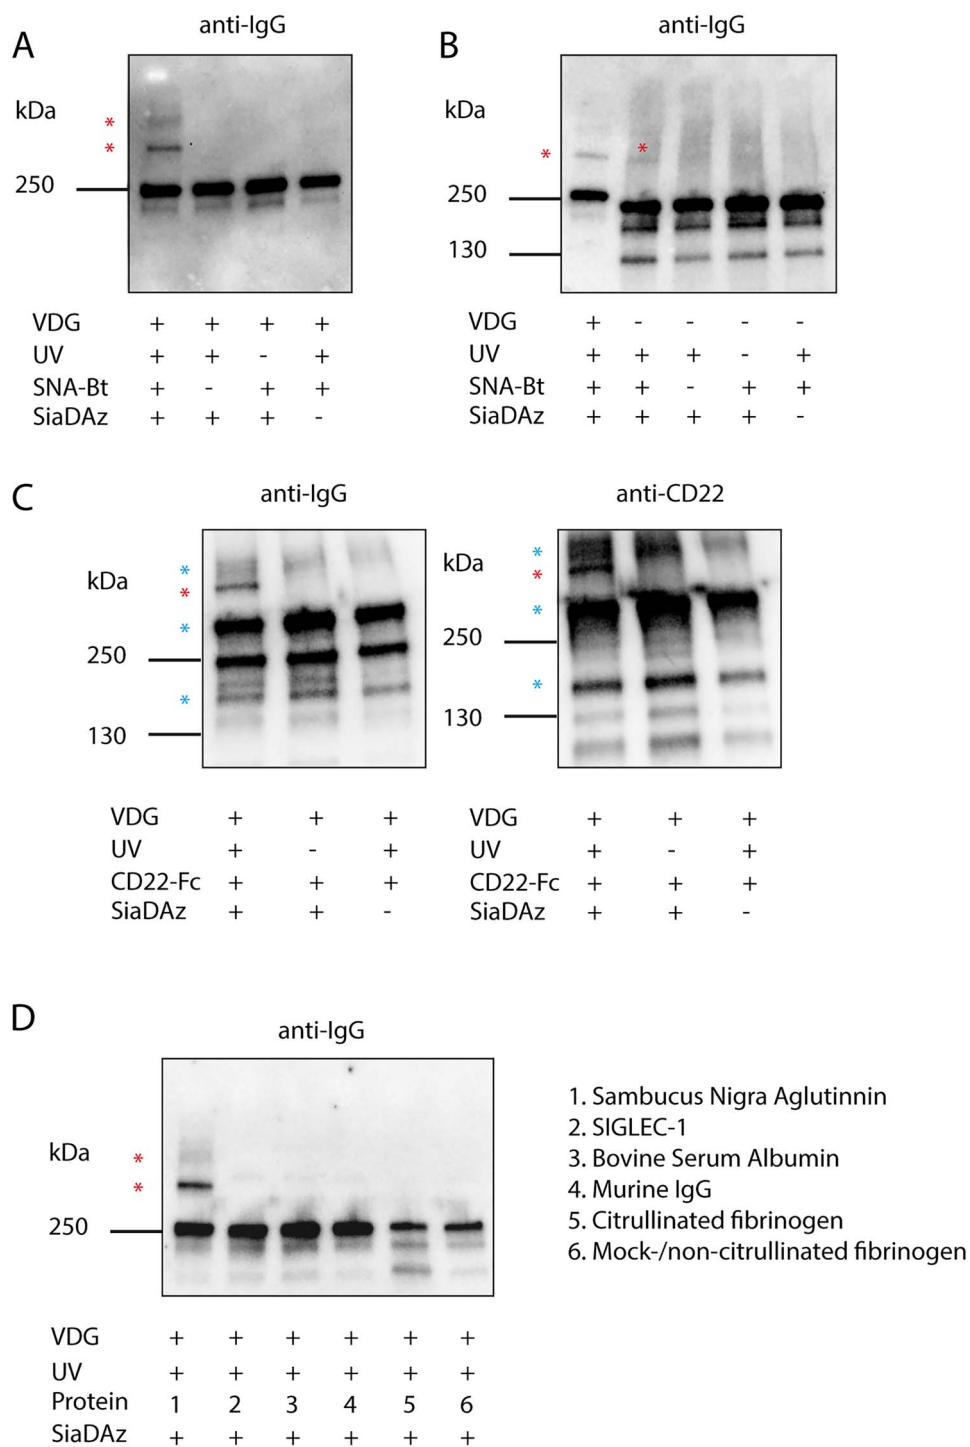 A
anti-IgG
kDa
*
*
250
VDG + + + +
UV + + - +
SNA-Bt + - + +
SiaDAz + + + -
B
anti-IgG
kDa
*
*
250
130
VDG + - - - -
UV + + + - +
SNA-Bt + + - + +
SiaDAz + + + + -
C
anti-IgG
kDa
*
*
*
250
*
130
VDG + + +
UV + - +
CD22-Fc + + +
SiaDAz + + -
anti-CD22
kDa
*
*
*
250
*
130
VDG + + +
UV + - +
CD22-Fc + + +
SiaDAz + + -
D
anti-IgG
kDa
*
*
250
VDG + + + + + +
UV + + + + + +
Protein 1 2 3 4 5 6
SiaDAz + + + + + +
1. Sambucus Nigra Aglutinnin
2. SIGLEC-1
3. Bovine Serum Albumin
4. Murine IgG
5. Citrullinated fibrinogen
6. Mock-/non-citrullinated fibrinogen